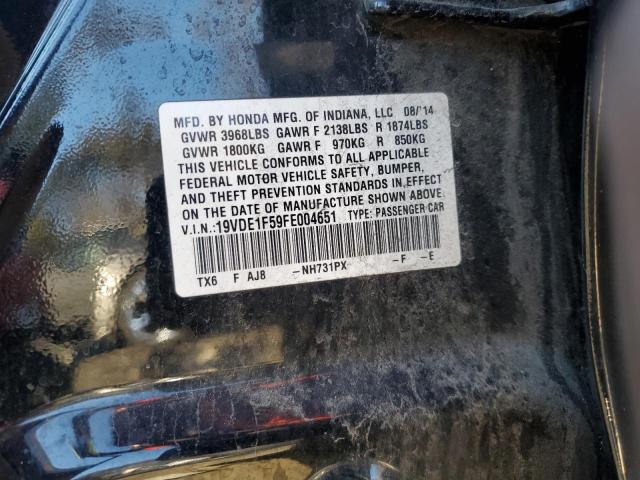 MFD. BY HONDA MFG. OF INDIANA, LLC 08/'14
GVWR 3968LBS GAWR F 2138LBS R 1874LBS
GVWR 1800KG GAWR F 970KG R 850KG
THIS VEHICLE CONFORMS TO ALL APPLICABLE
FEDERAL MOTOR VEHICLE SAFETY, BUMPER,
AND THEFT PREVENTION STANDARDS IN EFFECT
ON THE DATE OF MANUFACTURE SHOWN ABOVE.
V.I.N.:19VDE1F59FE004651 TYPE: PASSENGER CAR
TX6 F AJ8 -NH731PX -F -E